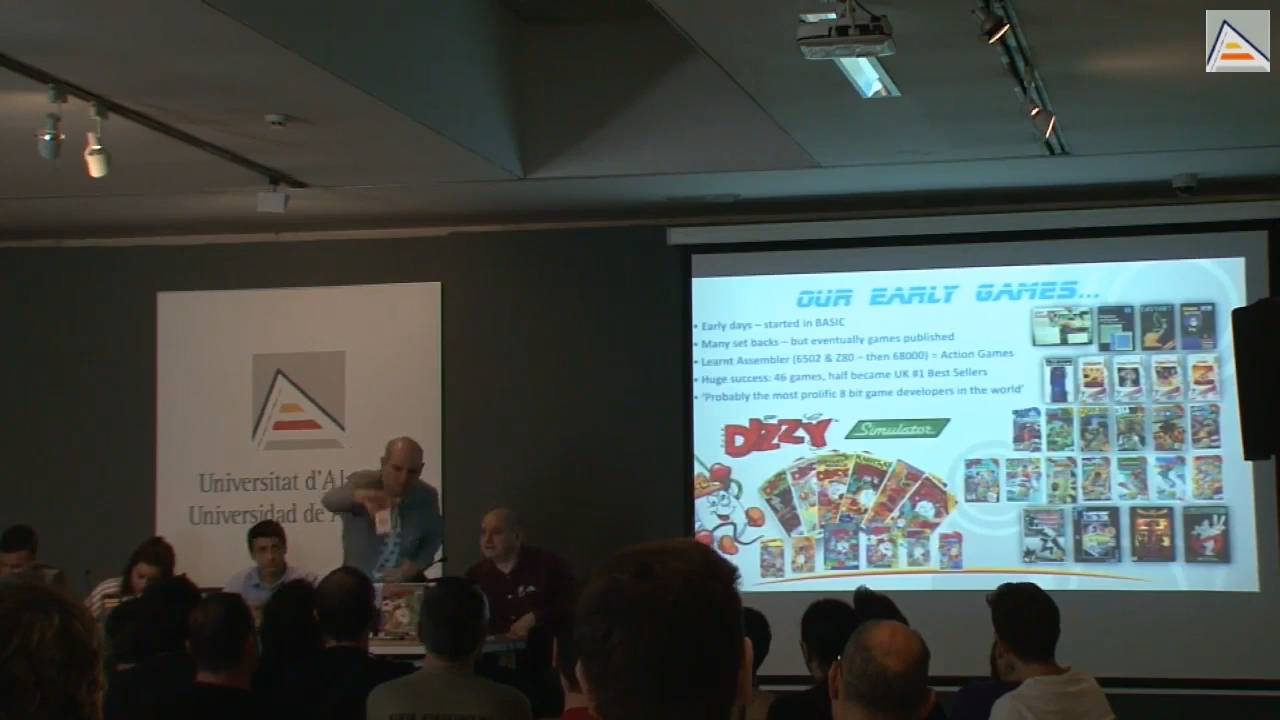 OUR EARLY GAMES...
• Early days – started in BASIC
• Many set backs – but eventually games published
• Learnt Assembler (6502 & Z80 – then 68000) = Action Games
• Huge success: 46 games, half became UK #1 Best Sellers
• 'Probably the most prolific 8 bit game developers in the world'
DIZZY
Simulator
Universitat d'Al
Universidad de A